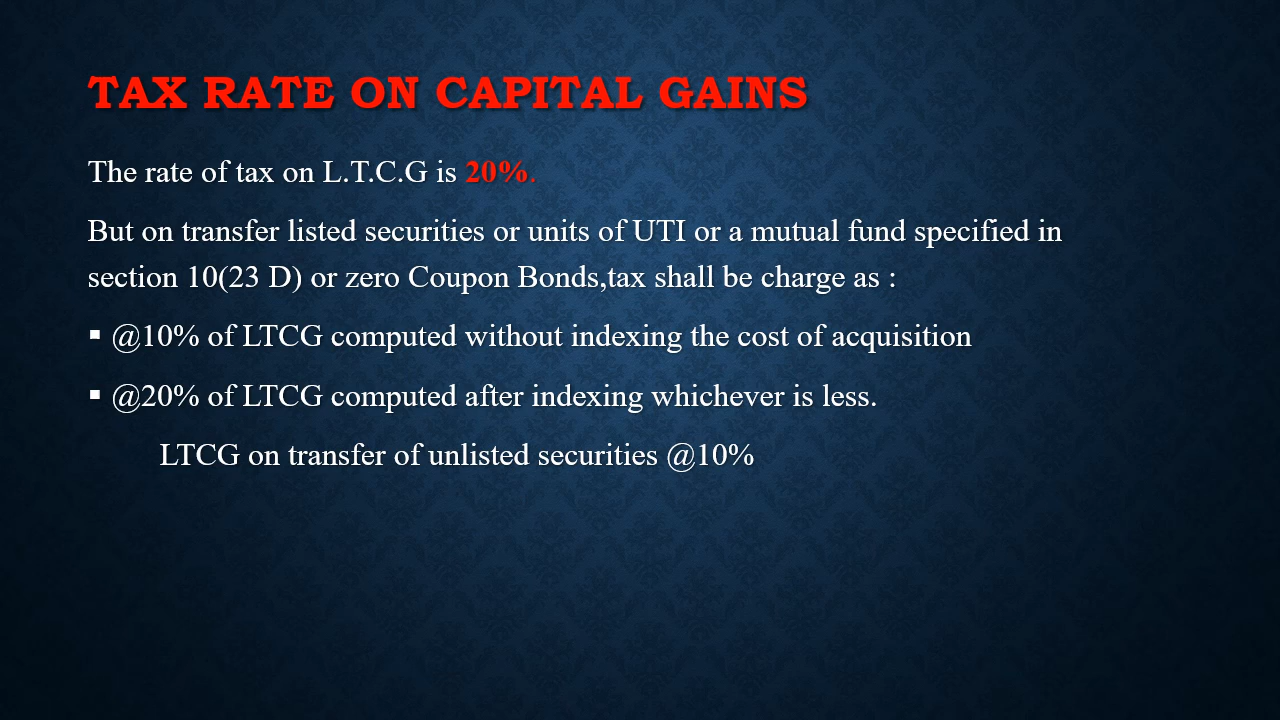 TAX RATE ON CAPITAL GAINS
The rate of tax on L.T.C.G is 20%.
But on transfer listed securities or units of UTI or a mutual fund specified in
section 10(23 D) or zero Coupon Bonds,tax shall be charge as :
▪ @10% of LTCG computed without indexing the cost of acquisition
▪ @20% of LTCG computed after indexing whichever is less.
LTCG on transfer of unlisted securities @10%